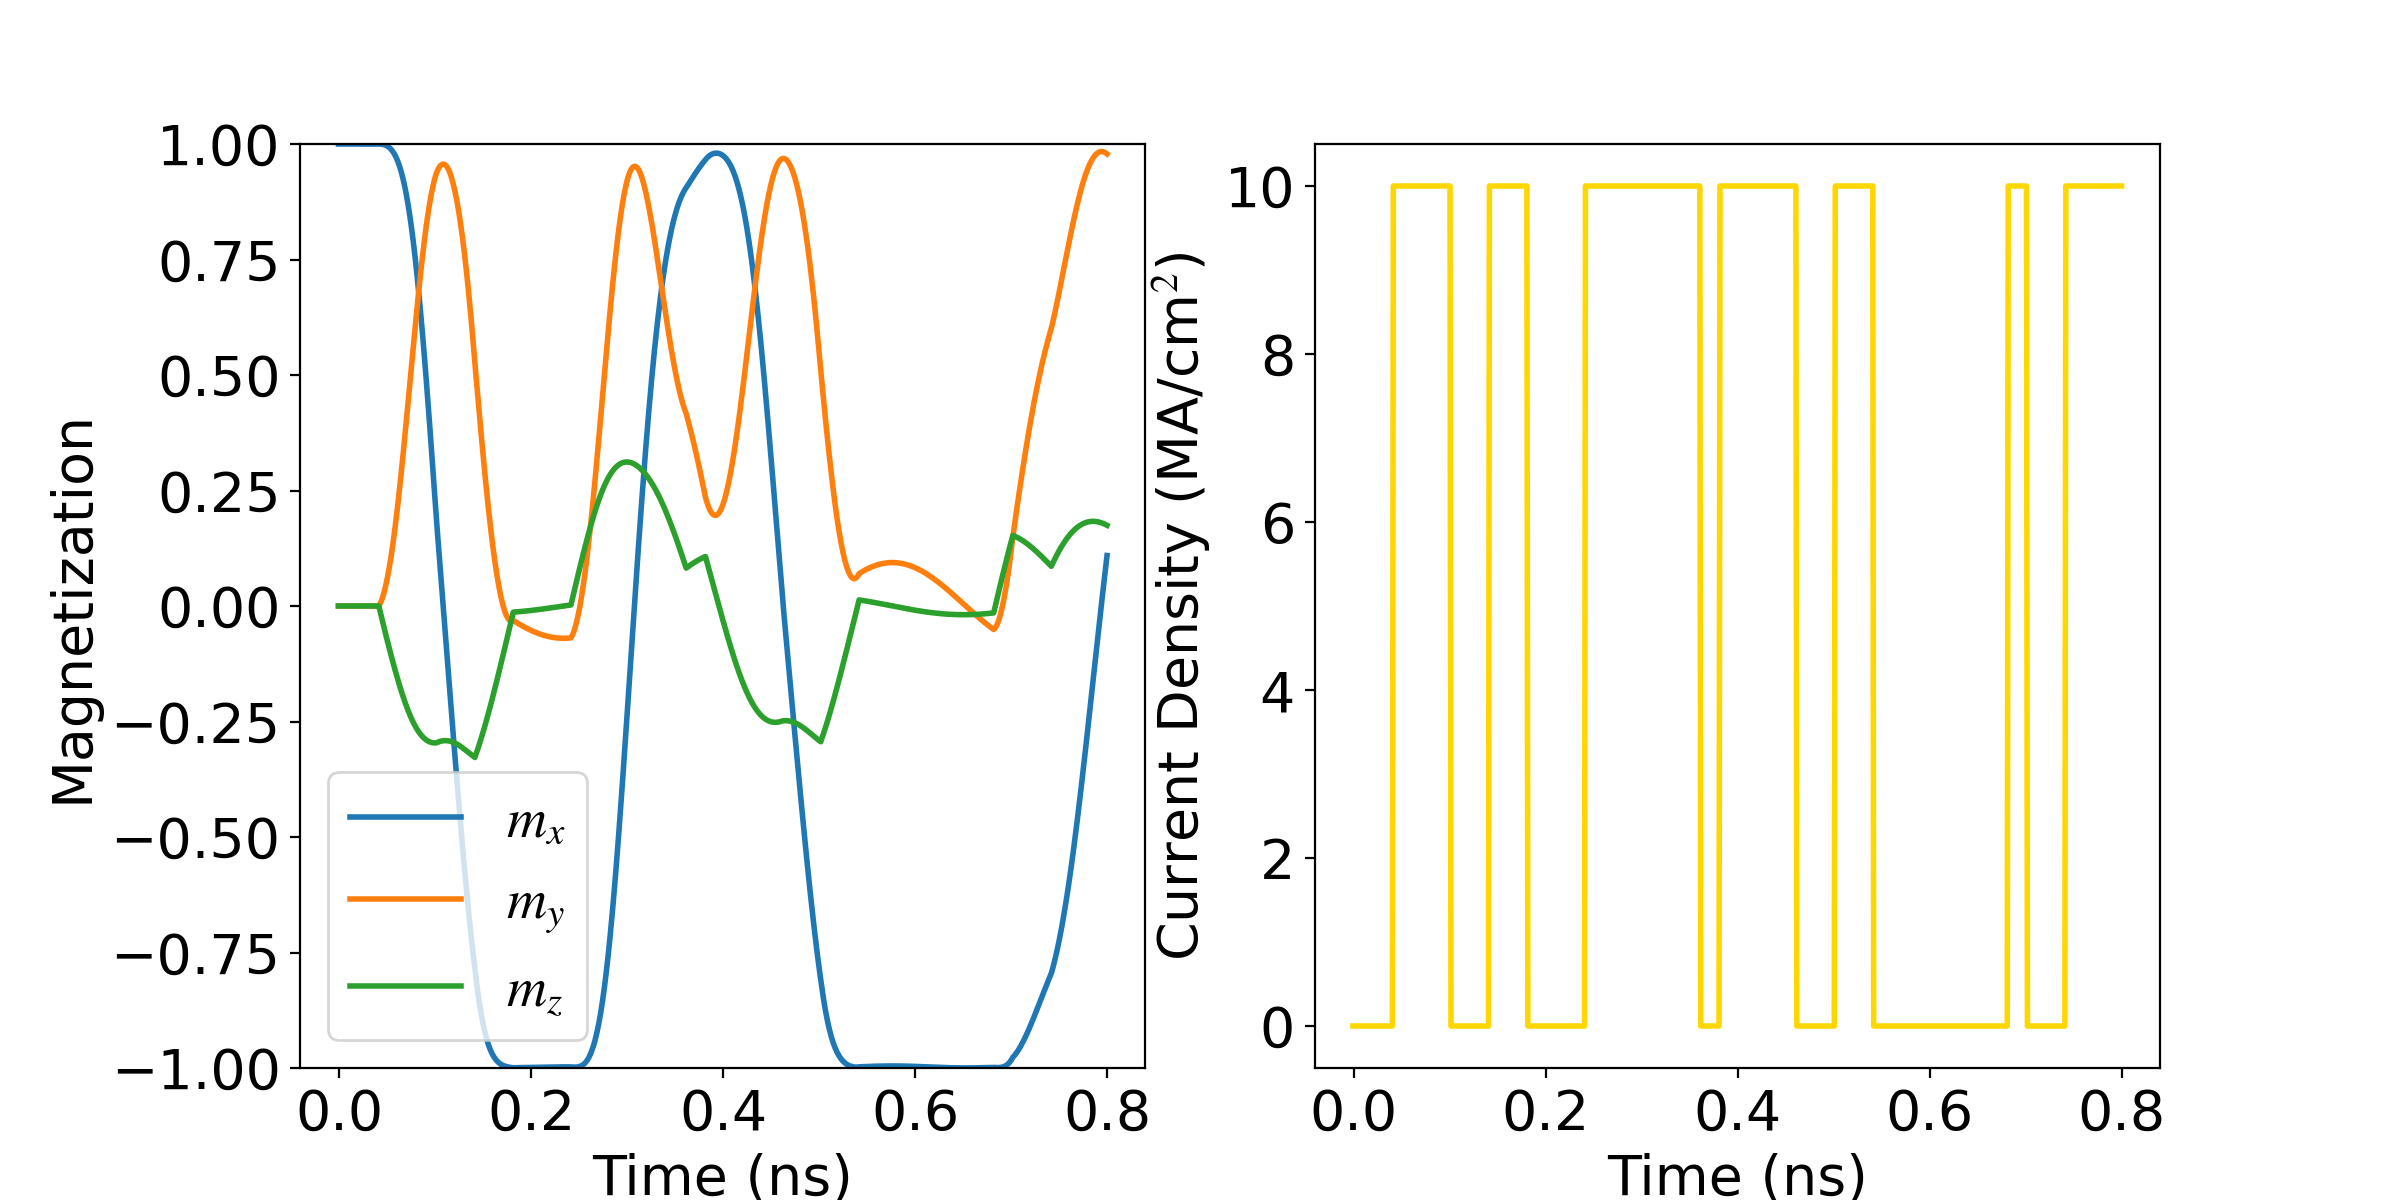 Magnetization
1.00
0.75
0.50
0.25
0.00
−0.25
−0.50
−0.75
−1.00
m_x
m_y
m_z
0.0 0.2 0.4 0.6 0.8
Time (ns)
Current Density (MA/cm²)
10
8
6
4
2
0
0.0 0.2 0.4 0.6 0.8
Time (ns)